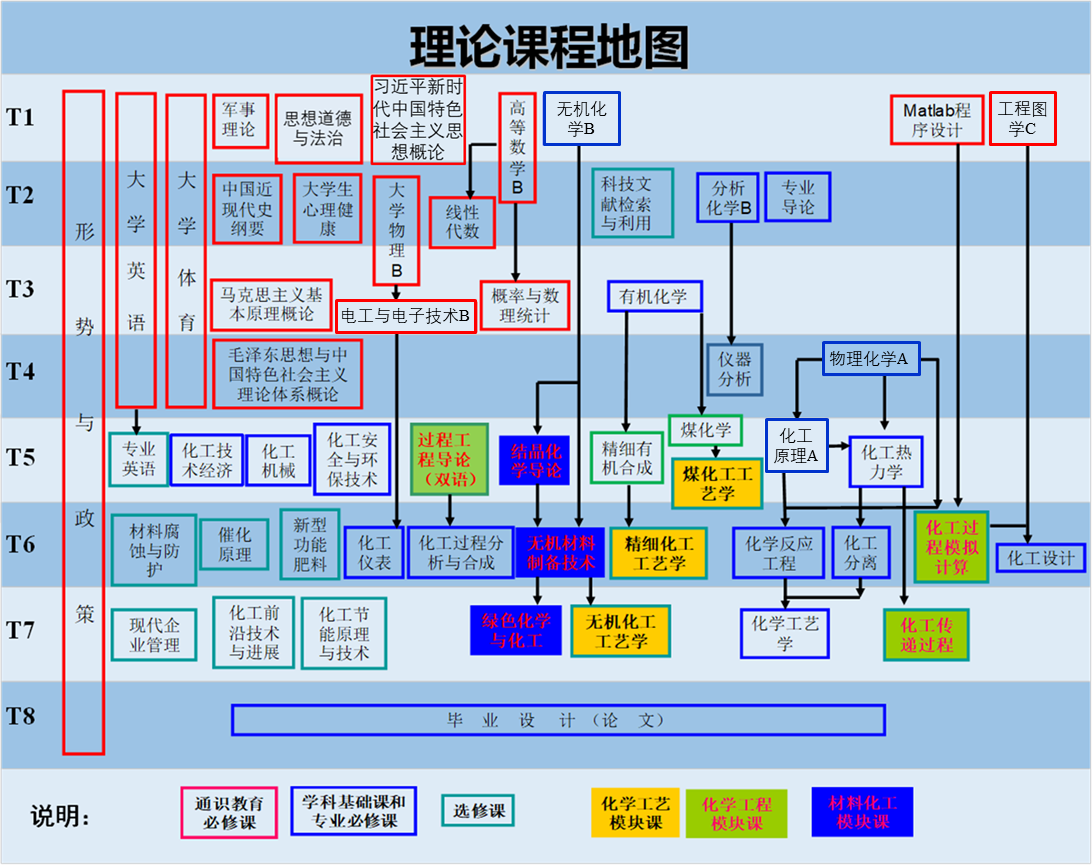 理论课程地图
T1
军事
理论
思想道德
与法治
习近平新时
代中国特色
社会主义思
想概论
高
等
数
学
B
无机化
学B
Matlab程
序设计
工程图
学C
T2
大
学
英
语
大
学
体
育
中国近
现代史
纲要
大学生
心理健
康
大
学
物
理
B
线性
代数
科技文
献检索
与利用
分析
化学B
专业
导论
形
势
与
政
策
T3
马克思主义基
本原理概论
电工与电子技术B
概率与数
理统计
有机化学
T4
毛泽东思想与中
国特色社会主义
理论体系概论
仪器
分析
物理化学A
T5
专业
英语
化工技
术经济
化工
机械
化工安
全与环
保技术
过程工
程导论
（双语）
结晶化
学导论
精细有
机合成
煤化学
煤化工工
艺学
化工
原理A
化工热
力学
T6
材料腐
蚀与防
护
催化
原理
新型
功能
肥料
化工
仪表
化工过程分
析与合成
无机材料
制备技术
精细化工
工艺学
化学反应
工程
化工
分离
化工过
程模拟
计算
化工设计
T7
现代企
业管理
化工前
沿技术
与进展
化工节
能原理
与技术
绿色化学
与化工
无机化工
工艺学
化学工艺
学
化工传
递过程
T8
毕 业 设 计（论 文）
说明：
通识教育
必修课
学科基础课和
专业必修课
选修课
化学工艺
模块课
化学工程
模块课
材料化工
模块课